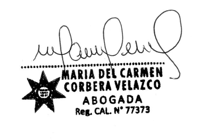 MARIA DEL CARMEN
CORBERA VELAZCO
ABOGADA
Reg. CAL. N° 77373